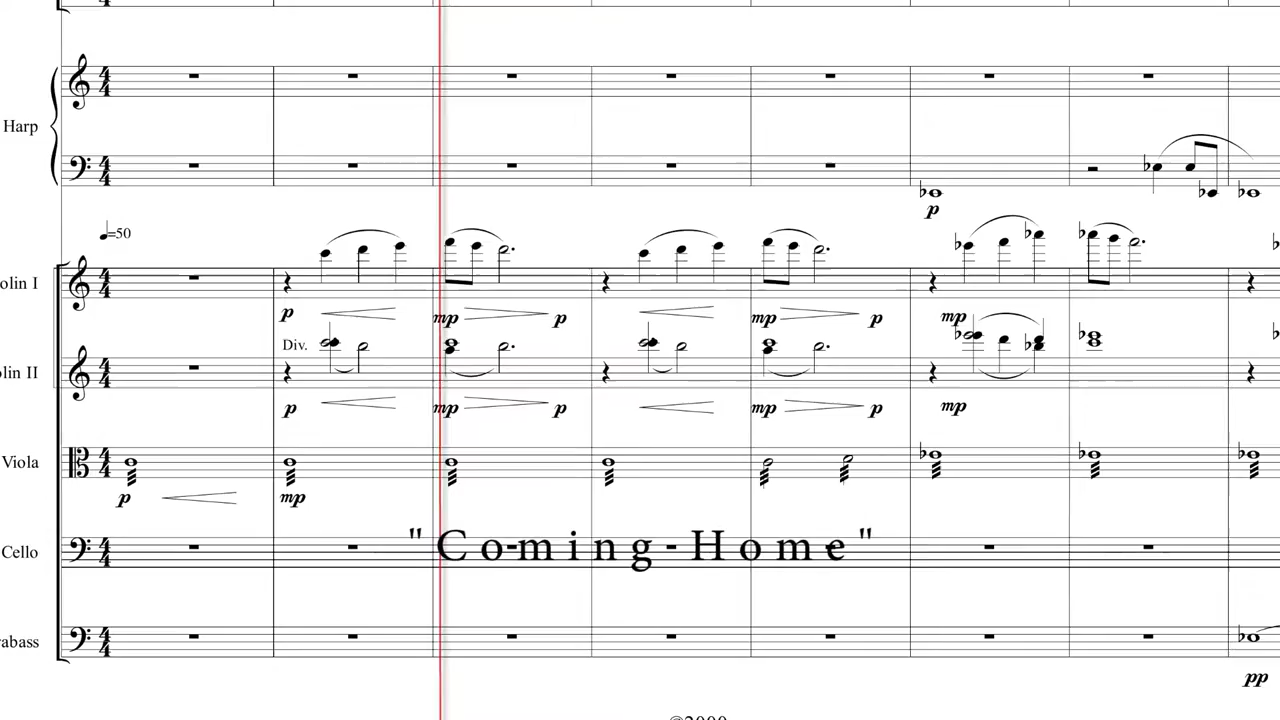 Harp
p
♩=50
olin I
p mp p mp p mp
Div.
olin II
p mp p mp p mp
Viola
p mp
"Coming Home"
Cello
abass
pp